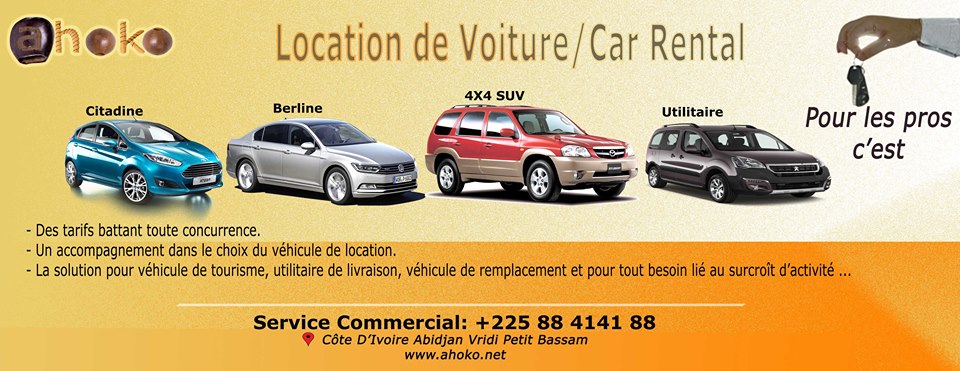 ahoko
Location de Voiture/Car Rental
Citadine
Berline
4X4 SUV
Utilitaire
Pour les pros
c'est
- Des tarifs battant toute concurrence.
- Un accompagnement dans le choix du véhicule de location.
- La solution pour véhicule de tourisme, utilitaire de livraison, véhicule de remplacement et pour tout besoin lié au surcroît d'activité ...
Service Commercial: +225 88 4141 88
Côte D'Ivoire Abidjan Vridi Petit Bassam
www.ahoko.net